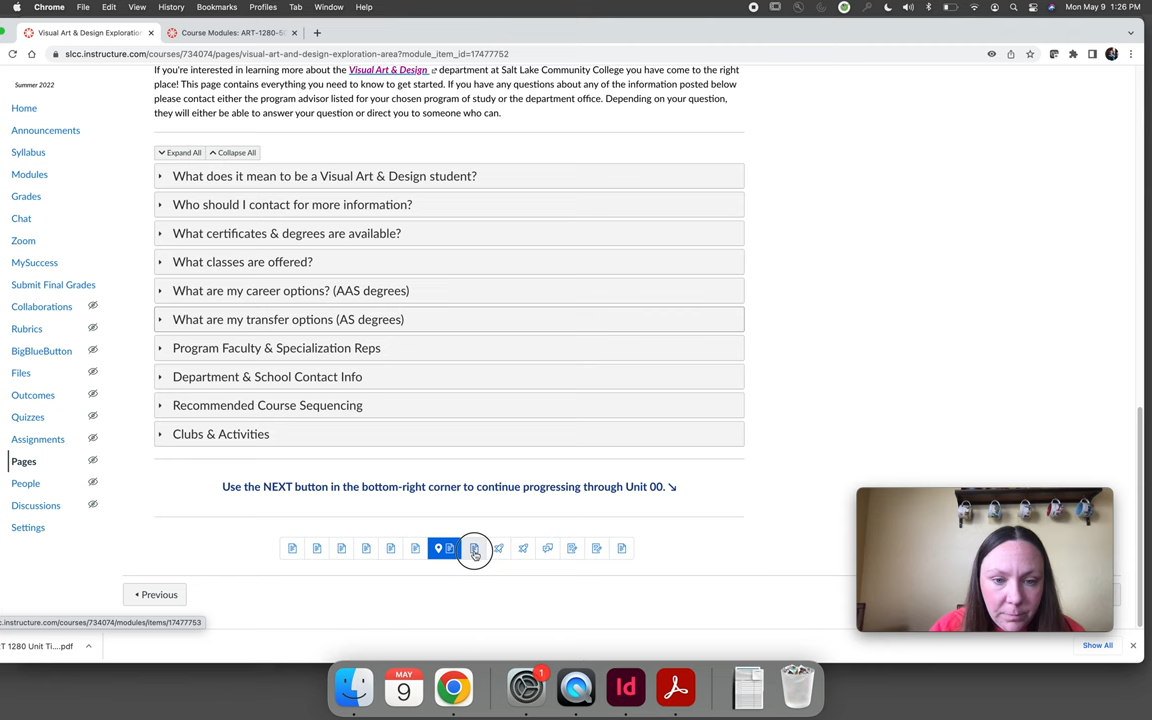 Chrome File Edit View History Bookmarks Profiles Tab Window Help Mon May 9 1:26 PM
Visual Art & Design Exploratio × Course Modules: ART-1280-50 × +
slcc.instructure.com/courses/734074/pages/visual-art-and-design-exploration-area?module_item_id=17477752
Summer 2022
Home
Announcements
Syllabus
Modules
Grades
Chat
Zoom
MySuccess
Submit Final Grades
Collaborations
Rubrics
BigBlueButton
Files
Outcomes
Quizzes
Assignments
Pages
People
Discussions
Settings
If you're interested in learning more about the Visual Art & Design department at Salt Lake Community College you have come to the right
place! This page contains everything you need to know to get started. If you have any questions about any of the information posted below
please contact either the program advisor listed for your chosen program of study or the department office. Depending on your question,
they will either be able to answer your question or direct you to someone who can.
Expand All Collapse All
What does it mean to be a Visual Art & Design student?
Who should I contact for more information?
What certificates & degrees are available?
What classes are offered?
What are my career options? (AAS degrees)
What are my transfer options (AS degrees)
Program Faculty & Specialization Reps
Department & School Contact Info
Recommended Course Sequencing
Clubs & Activities
Use the NEXT button in the bottom-right corner to continue progressing through Unit 00. ↘
Previous
c.instructure.com/courses/734074/modules/items/17477753
T 1280 Unit Ti....pdf
Show All
MAY
9
1
Id